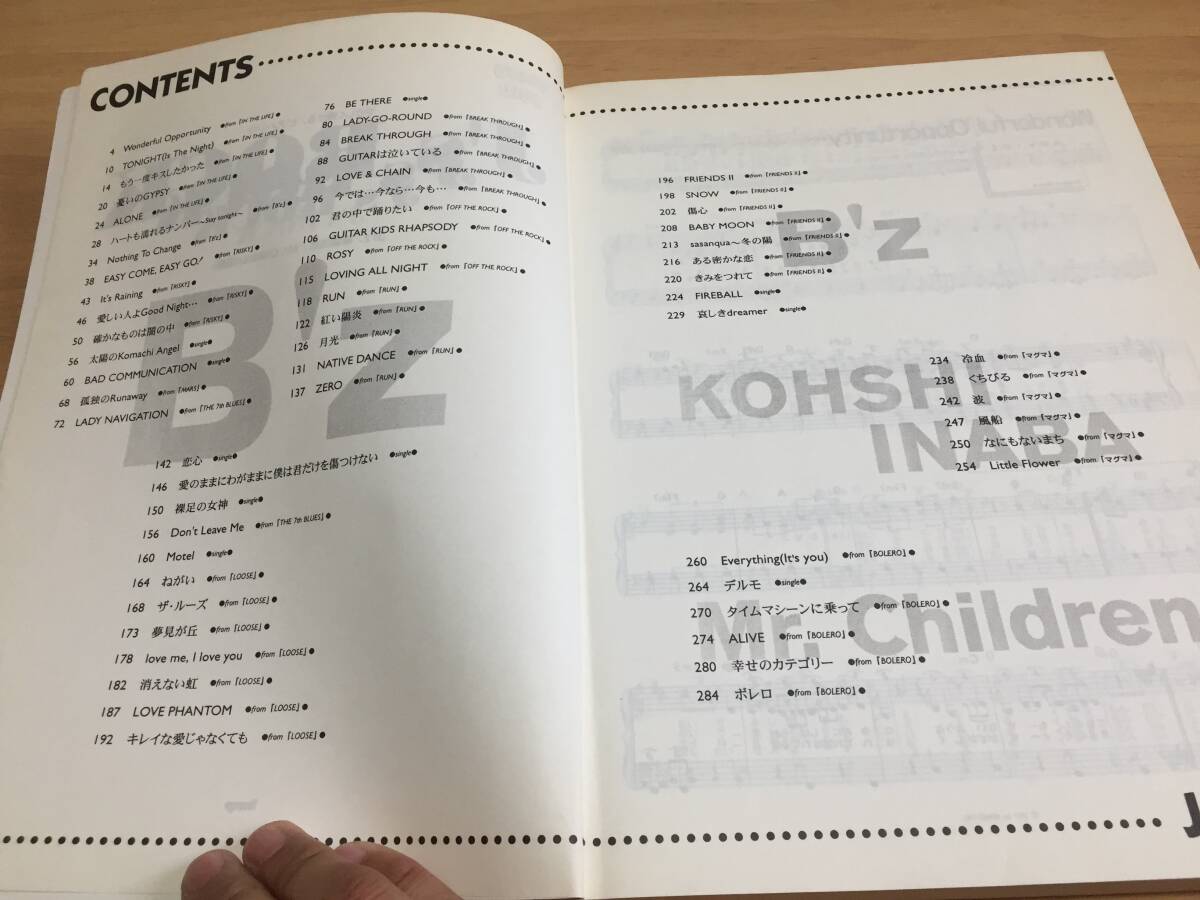 CONTENTS
4 Wonderful Opportunity ●from「IN THE LIFE」●
10 TONIGHT(Is The Night) ●from「IN THE LIFE」●
14 もう一度キスしたかった ●from「IN THE LIFE」●
20 憂いのGYPSY ●from「IN THE LIFE」●
24 ALONE ●from「IN THE LIFE」●
28 ハートも濡れるナンバー〜Stay tonight〜 ●from「B'z」●
34 Nothing To Change ●from「B'z」●
38 EASY COME, EASY GO! ●from「RISKY」●
43 It's Raining ●from「RISKY」●
46 愛しい人よGood Night… ●from「RISKY」●
50 確かなものは闇の中 ●from「RISKY」●
56 太陽のKomachi Angel ●single●
60 BAD COMMUNICATION ●single●
68 孤独のRunaway ●from「MARS」●
72 LADY NAVIGATION ●from「THE 7th BLUES」●
76 BE THERE ●single●
80 LADY-GO-ROUND ●from「BREAK THROUGH」●
84 BREAK THROUGH ●from「BREAK THROUGH」●
88 GUITARは泣いている ●from「BREAK THROUGH」●
92 LOVE & CHAIN ●from「BREAK THROUGH」●
96 今では…今なら…今も… ●from「BREAK THROUGH」●
102 君の中で踊りたい ●from「OFF THE ROCK」●
106 GUITAR KIDS RHAPSODY ●from「OFF THE ROCK」●
110 ROSY ●from「OFF THE ROCK」●
115 LOVING ALL NIGHT ●from「OFF THE ROCK」●
118 RUN ●from「RUN」●
122 紅い陽炎 ●from「RUN」●
126 月光 ●from「RUN」●
131 NATIVE DANCE ●from「RUN」●
137 ZERO ●from「RUN」●
B'z
142 恋心 ●single●
146 愛のままにわがままに僕は君だけを傷つけない ●single●
150 裸足の女神 ●single●
156 Don't Leave Me ●from「THE 7th BLUES」●
160 Motel ●single●
164 ねがい ●from「LOOSE」●
168 ザ・ルーズ ●from「LOOSE」●
173 夢見が丘 ●from「LOOSE」●
178 love me, I love you ●from「LOOSE」●
182 消えない虹 ●from「LOOSE」●
187 LOVE PHANTOM ●from「LOOSE」●
192 キレイな愛じゃなくても ●from「LOOSE」●
196 FRIENDS II ●from「FRIENDS II」●
198 SNOW ●from「FRIENDS II」●
202 傷心 ●from「FRIENDS II」●
208 BABY MOON ●from「FRIENDS II」●
213 sasanqua〜冬の陽 ●from「FRIENDS II」●
216 ある密かな恋 ●from「FRIENDS II」●
220 きみをつれて ●from「FRIENDS II」●
224 FIREBALL ●single●
229 哀しきdreamer ●single●
B'z
234 冷血 ●from「マグマ」●
238 くちびる ●from「マグマ」●
242 波 ●from「マグマ」●
247 風船 ●from「マグマ」●
250 なにもないまち ●from「マグマ」●
254 Little Flower ●from「マグマ」●
KOHSHI
INABA
260 Everything(It's you) ●from「BOLERO」●
264 デルモ ●single●
270 タイムマシーンに乗って ●from「BOLERO」●
274 ALIVE ●from「BOLERO」●
280 幸せのカテゴリー ●from「BOLERO」●
284 ボレロ ●from「BOLERO」●
Mr. Children